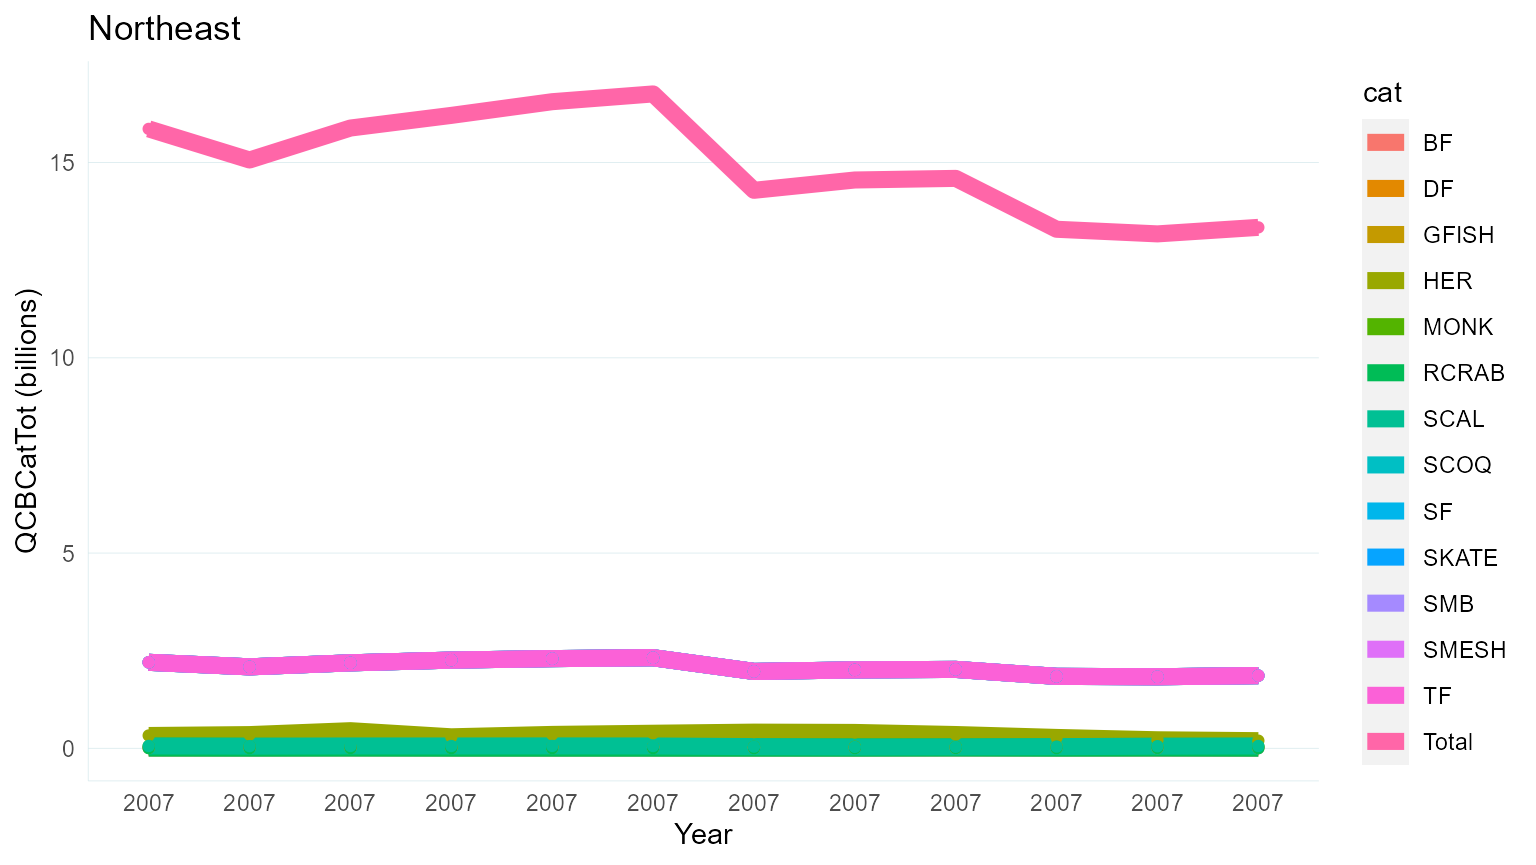 Northeast
QCBCatTot (billions)
15
10
5
0
2007 2007 2007 2007 2007 2007 2007 2007 2007 2007 2007 2007
Year
cat
BF
DF
GFISH
HER
MONK
RCRAB
SCAL
SCOQ
SF
SKATE
SMB
SMESH
TF
Total